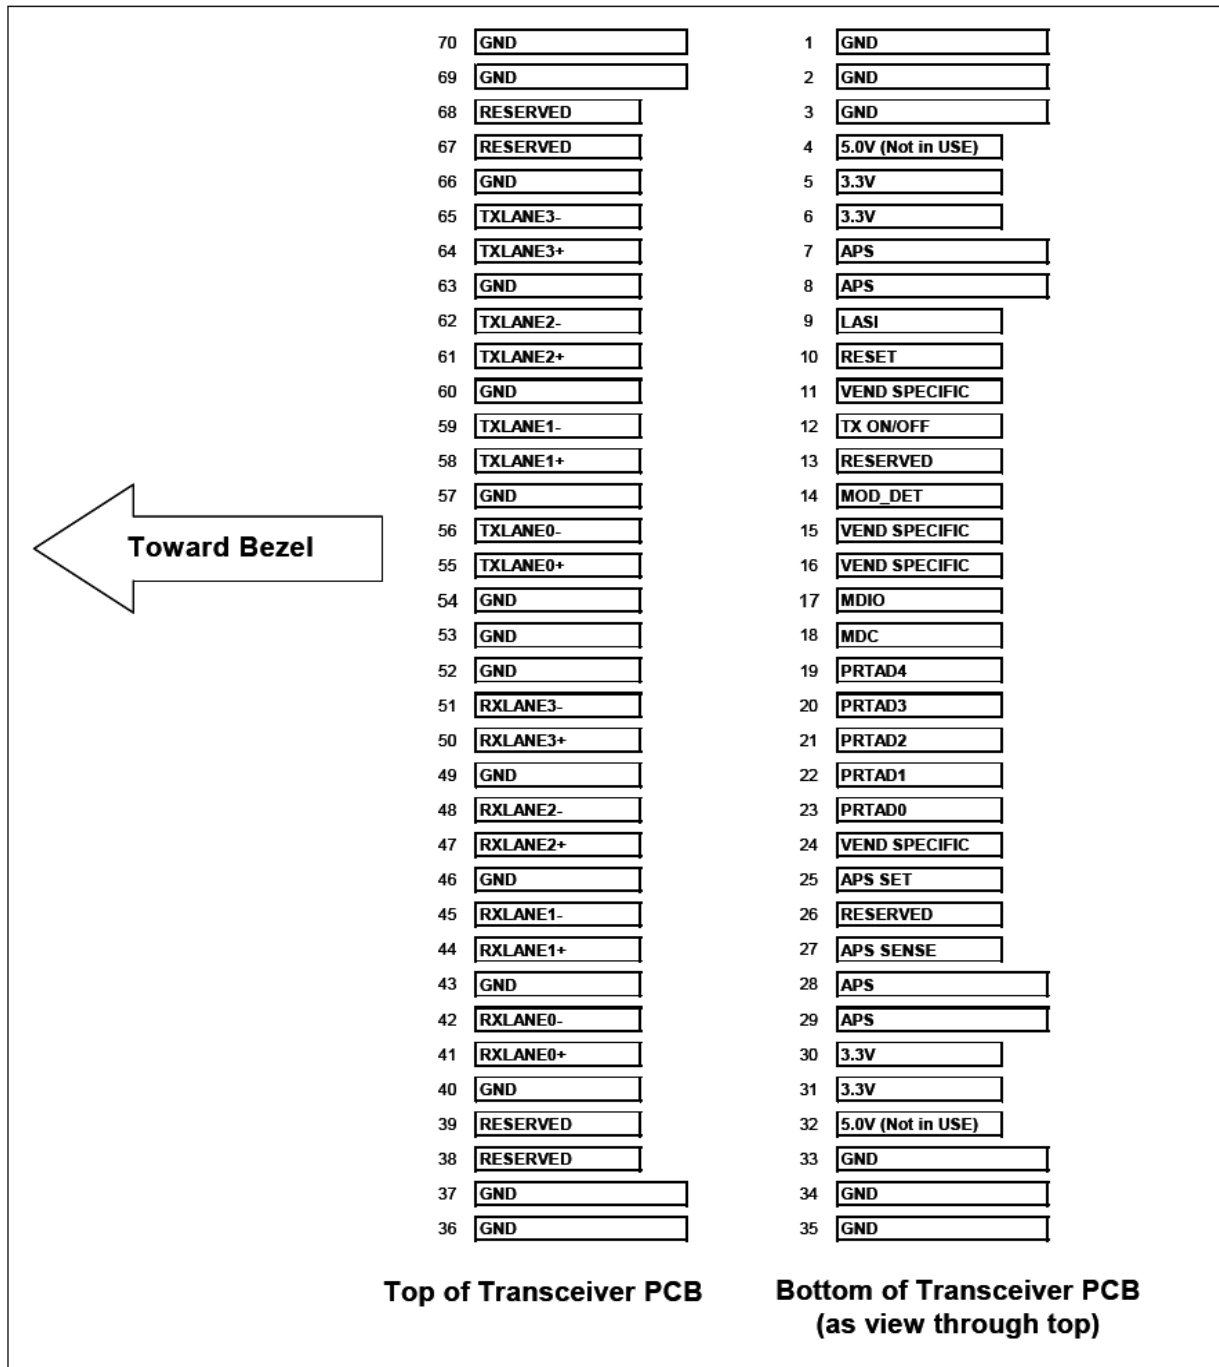 70 GND 1 GND
69 GND 2 GND
68 RESERVED 3 GND
67 RESERVED 4 5.0V (Not in USE)
66 GND 5 3.3V
65 TXLANE3- 6 3.3V
64 TXLANE3+ 7 APS
63 GND 8 APS
62 TXLANE2- 9 LASI
61 TXLANE2+ 10 RESET
60 GND 11 VEND SPECIFIC
59 TXLANE1- 12 TX ON/OFF
58 TXLANE1+ 13 RESERVED
57 GND 14 MOD_DET
56 TXLANE0- 15 VEND SPECIFIC
Toward Bezel
55 TXLANE0+ 16 VEND SPECIFIC
54 GND 17 MDIO
53 GND 18 MDC
52 GND 19 PRTAD4
51 RXLANE3- 20 PRTAD3
50 RXLANE3+ 21 PRTAD2
49 GND 22 PRTAD1
48 RXLANE2- 23 PRTAD0
47 RXLANE2+ 24 VEND SPECIFIC
46 GND 25 APS SET
45 RXLANE1- 26 RESERVED
44 RXLANE1+ 27 APS SENSE
43 GND 28 APS
42 RXLANE0- 29 APS
41 RXLANE0+ 30 3.3V
40 GND 31 3.3V
39 RESERVED 32 5.0V (Not in USE)
38 RESERVED 33 GND
37 GND 34 GND
36 GND 35 GND
Top of Transceiver PCB Bottom of Transceiver PCB
(as view through top)